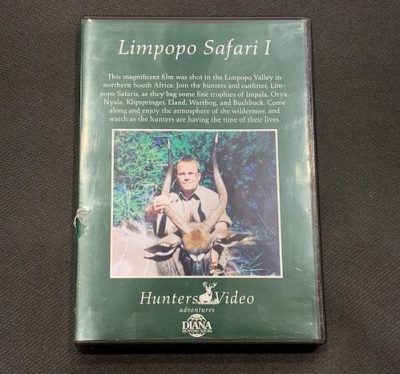 Limpopo Safari I
This magnificent film was shot in the Limpopo Valley in
northern South Africa. Join the hunters and outfitter, Lim-
popo Safaris, as they bag some fine trophies of Impala, Oryx,
Nyala, Klipspringer, Eland, Warthog, and Buchbuck. Come
along and enjoy the atmosphere of the wilderness, and
watch as the hunters are having the time of their lives.
Hunters Video
adventures
DIANA
HUNTING TOURS